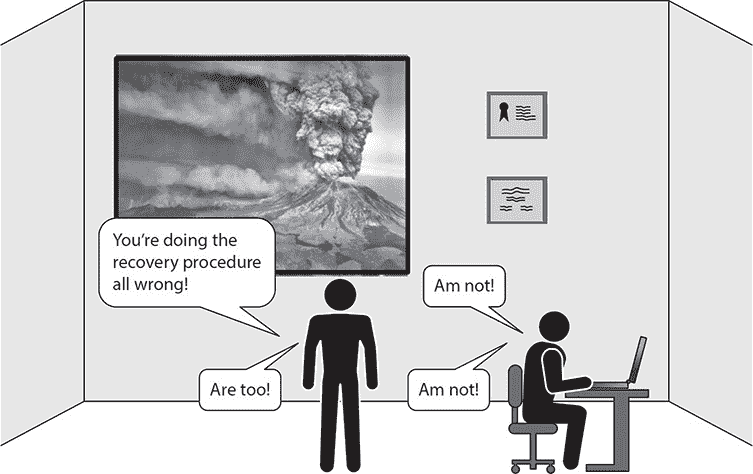 You're doing the
recovery procedure
all wrong!
Am not!
Are too!
Am not!